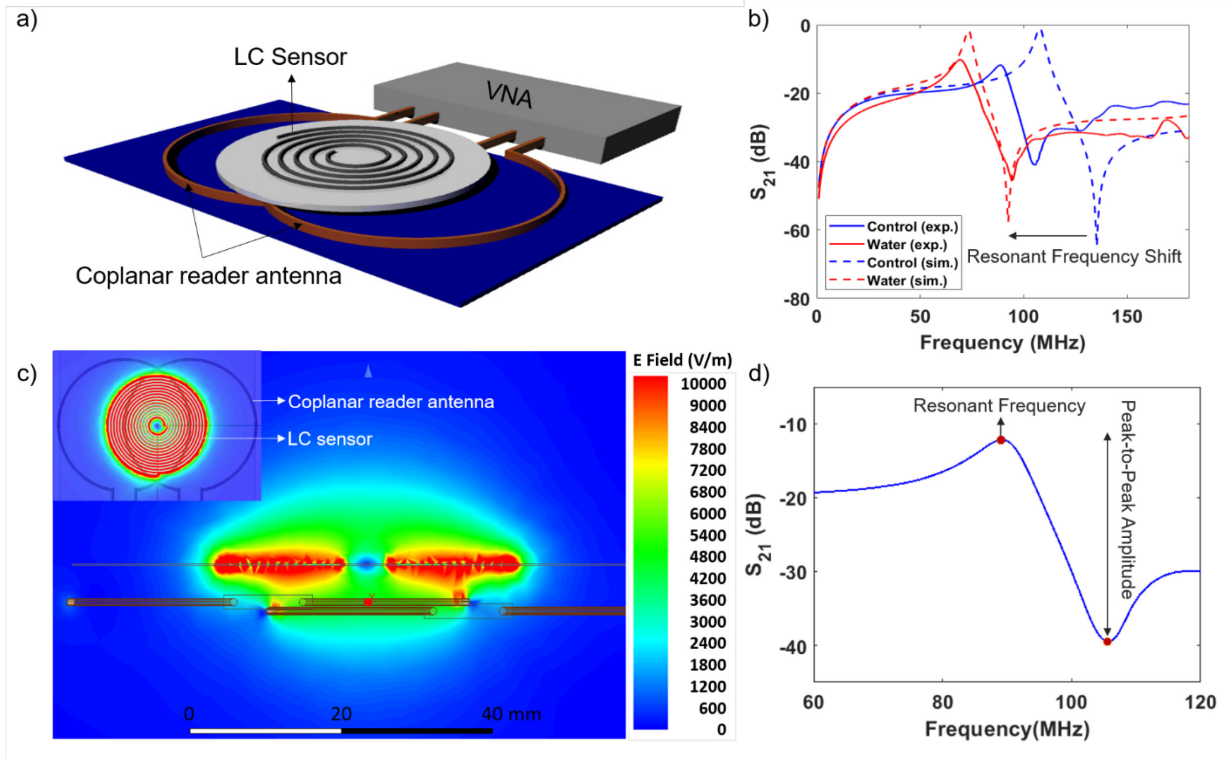 a)
LC Sensor
VNA
Coplanar reader antenna
b)
0
-20
-40
-60
-80
S21 (dB)
Control (exp.)
Water (exp.)
Control (sim.)
Water (sim.)
Resonant Frequency Shift
0
50
100
150
Frequency (MHz)
c)
Coplanar reader antenna
LC sensor
0
20
40 mm
E Field (V/m)
10000
9000
8400
7800
7200
6800
6000
5400
4800
4200
3600
3000
2400
1800
1200
600
0
d)
-10
-20
-30
-40
S21 (dB)
Resonant Frequency
Peak-to-Peak Amplitude
60
80
100
120
Frequency(MHz)